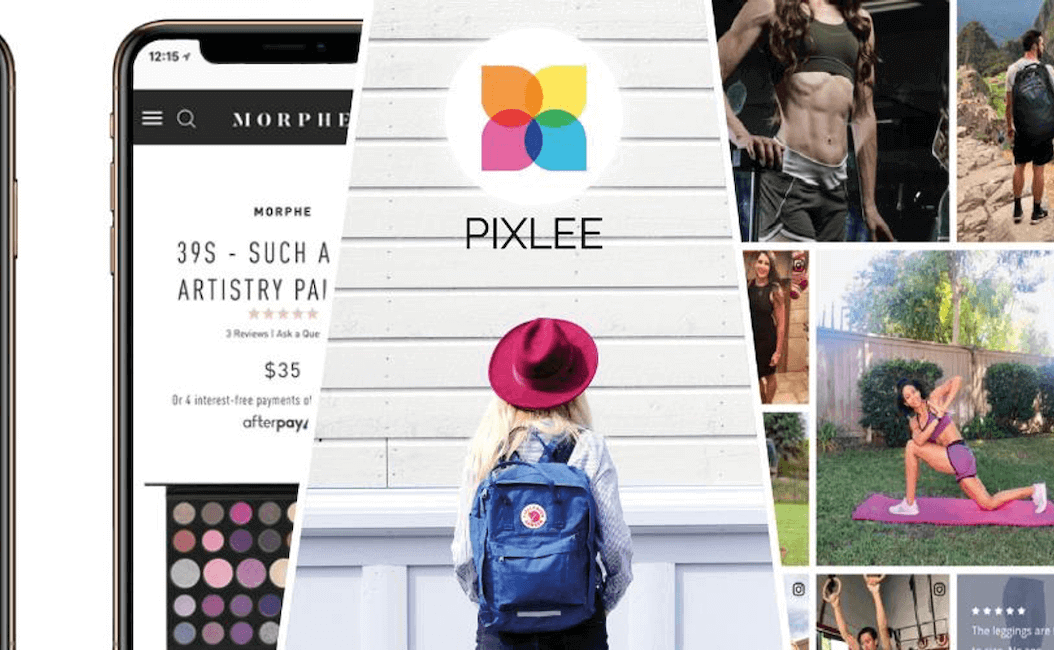 12:15
MORPHE
MORPHE
39S - SUCH A
ARTISTRY PA
3 Reviews | Ask a Que
$35
Or 4 interest-free payments of
afterpay
PIXLEE
The leggings are